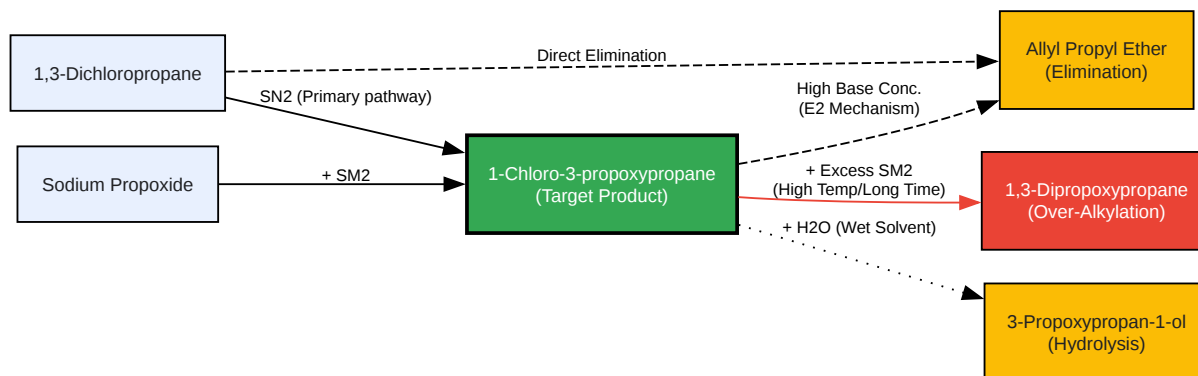 1,3-Dichloropropane
Direct Elimination
Allyl Propyl Ether
(Elimination)
SN2 (Primary pathway)
High Base Conc.
(E2 Mechanism)
Sodium Propoxide
+ SM2
1-Chloro-3-propoxypropane
(Target Product)
+ Excess SM2
(High Temp/Long Time)
1,3-Dipropoxypropane
(Over-Alkylation)
+ H2O (Wet Solvent)
3-Propoxypropan-1-ol
(Hydrolysis)